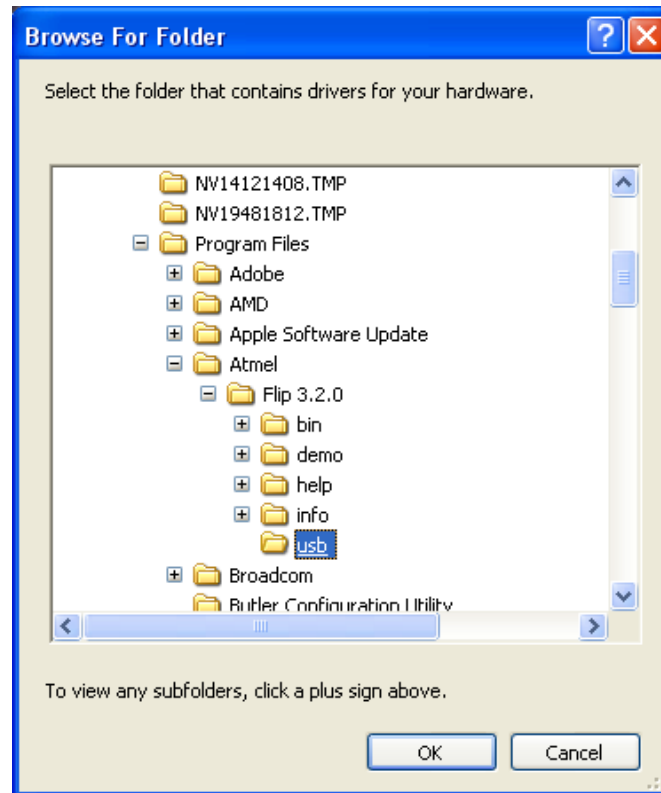 Browse For Folder
Select the folder that contains drivers for your hardware.
NV14121408.TMP
NV19481812.TMP
Program Files
Adobe
AMD
Apple Software Update
Atmel
Flip 3.2.0
bin
demo
help
info
usb
Broadcom
Butler Configuration Utility
To view any subfolders, click a plus sign above.
OK Cancel